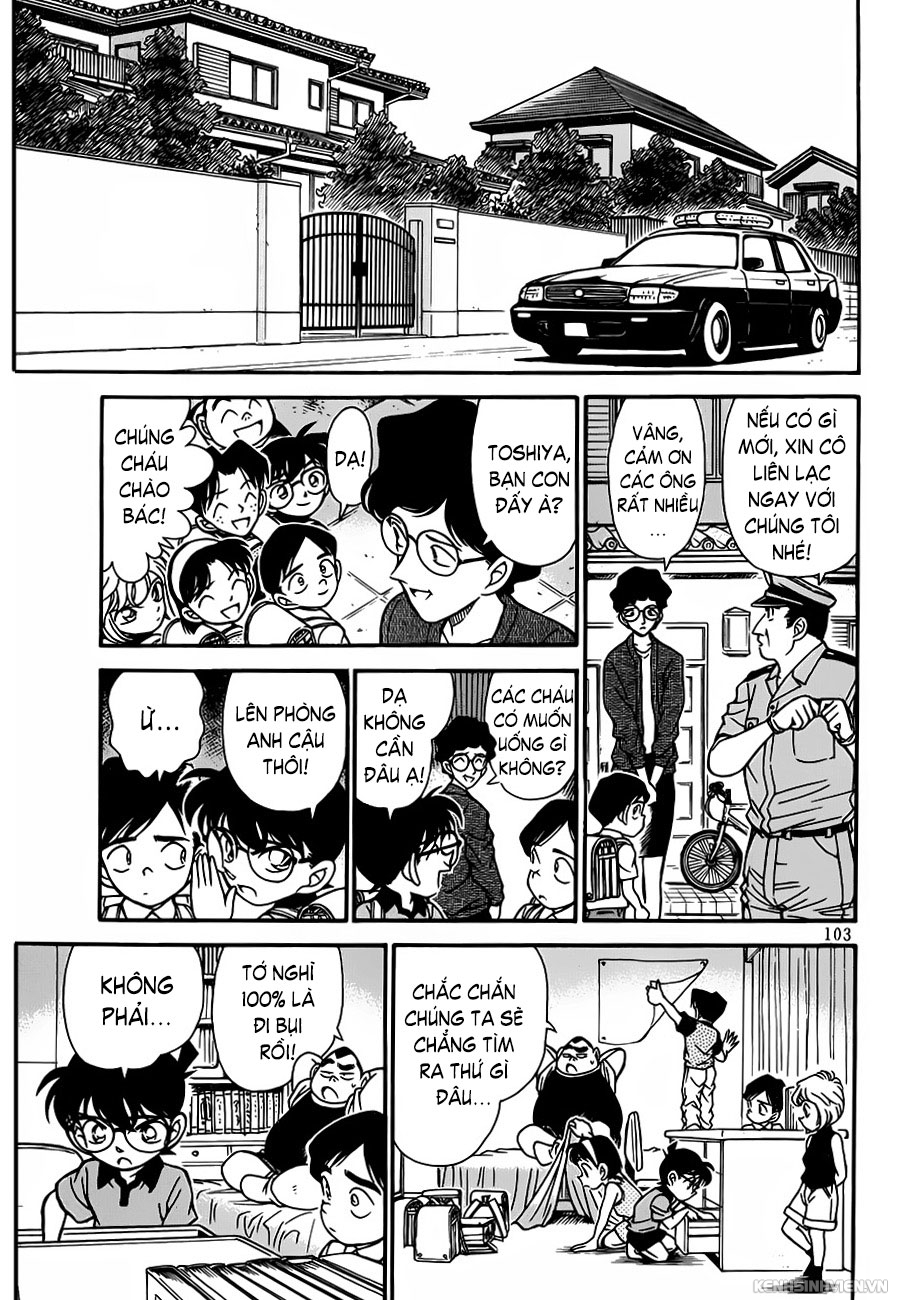 NẾU CÓ GÌ
MỚI, XIN CÔ
LIÊN LẠC
NGAY VỚI
CHÚNG TÔI
NHÉ!
VÂNG,
CẢM ƠN
CÁC ÔNG
RẤT NHIỀU
...
TOSHIYA,
BẠN CON
ĐẤY À?
DẠ!
CHÚNG
CHÁU
CHÀO
BÁC!
CÁC CHÁU
CÓ MUỐN
UỐNG GÌ
KHÔNG?
DẠ
KHÔNG
CẦN
ĐÂU Ạ!
LÊN PHÒNG
ANH CẬU
THÔI!
Ừ...
103
CHẮC CHẮN
CHÚNG TA SẼ
CHẲNG TÌM
RA THỨ GÌ
ĐÂU...
TỚ NGHĨ
100% LÀ
ĐI BỤI
RỒI!
KHÔNG
PHẢI...
KENHSINHVIEN.VN